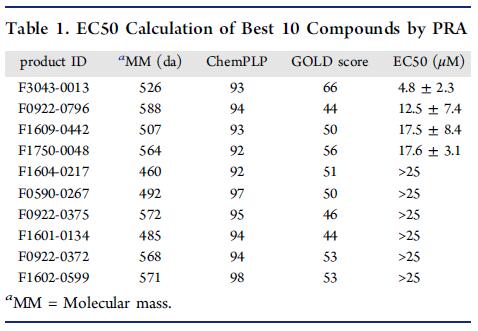 Table 1. EC50 Calculation of Best 10 Compounds by PRA
product ID aMM (da) ChemPLP GOLD score EC50 (μM)
F3043-0013 526 93 66 4.8 ± 2.3
F0922-0796 588 94 44 12.5 ± 7.4
F1609-0442 507 93 50 17.5 ± 8.4
F1750-0048 564 92 56 17.6 ± 3.1
F1604-0217 460 92 51 >25
F0590-0267 492 97 50 >25
F0922-0375 572 95 46 >25
F1601-0134 485 94 44 >25
F0922-0372 568 94 53 >25
F1602-0599 571 98 53 >25
aMM = Molecular mass.